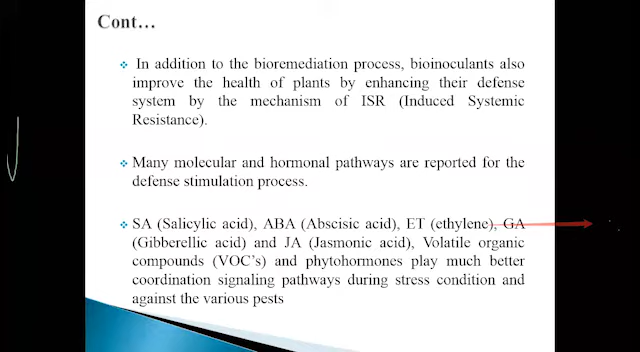 Cont…
In addition to the bioremediation process, bioinoculants also
improve the health of plants by enhancing their defense
system by the mechanism of ISR (Induced Systemic
Resistance).
Many molecular and hormonal pathways are reported for the
defense stimulation process.
SA (Salicylic acid), ABA (Abscisic acid), ET (ethylene), GA
(Gibberellic acid) and JA (Jasmonic acid), Volatile organic
compounds (VOC's) and phytohormones play much better
coordination signaling pathways during stress condition and
against the various pests